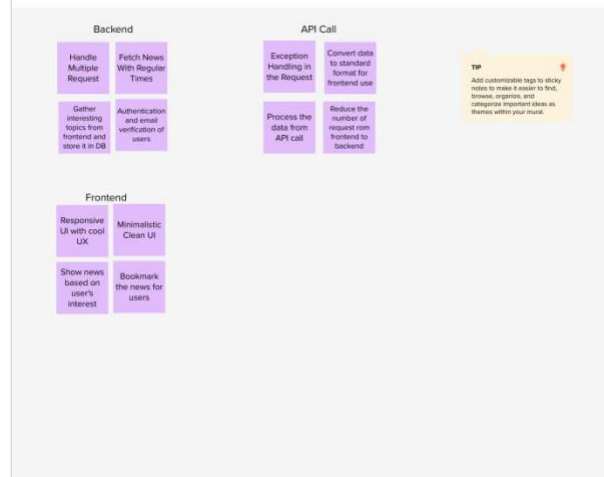 Backend
Handle
Multiple
Request
Fetch News
With Regular
Times
Gather
interesting
topics from
frontend and
store it in DB
Authentication
and email
verification of
users
API Call
Exception
Handling in
the Request
Convert data
to standard
format for
frontend use
Process the
data from
API call
Reduce the
number of
request rom
frontend to
backend
TIP
Add customizable tags to sticky
notes to make it easier to find,
browse, organize, and
categorize important ideas as
themes within your mural.
Frontend
Responsive
UI with cool
UX
Minimalistic
Clean UI
Show news
based on
user's
interest
Bookmark
the news for
users